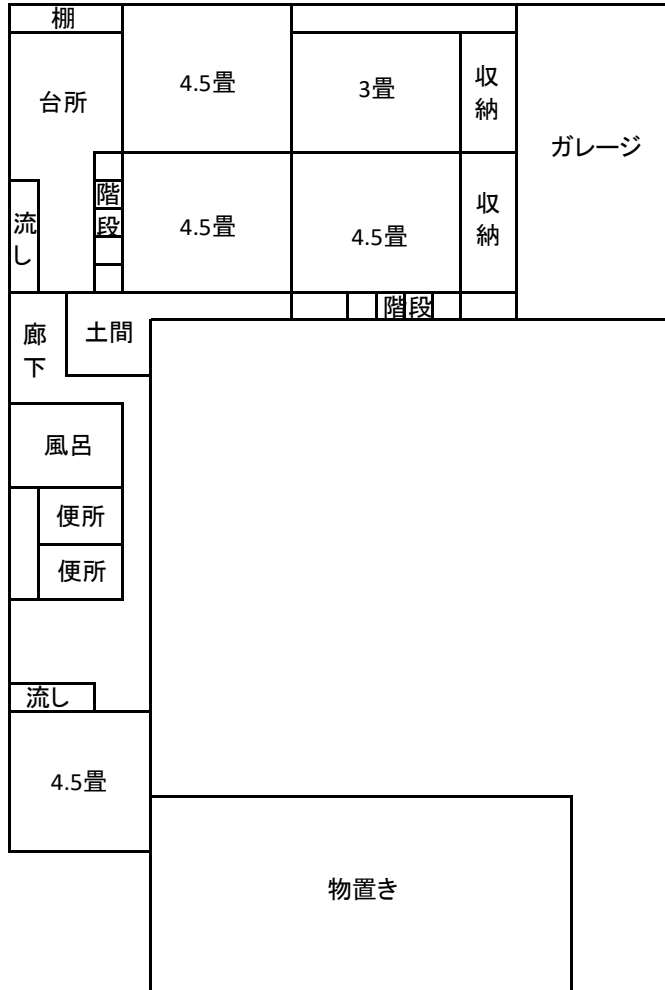 棚
台所
4.5畳
3畳
収納
ガレージ
流し
階段
4.5畳
4.5畳
収納
廊下
土間
階段
風呂
便所
便所
流し
4.5畳
物置き